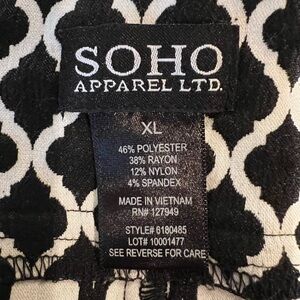 SOHO
APPAREL LTD.
XL
46% POLYESTER
38% RAYON
12% NYLON
4% SPANDEX
MADE IN VIETNAM
RN# 127949
STYLE# 6180485
LOT# 10001477
SEE REVERSE FOR CARE